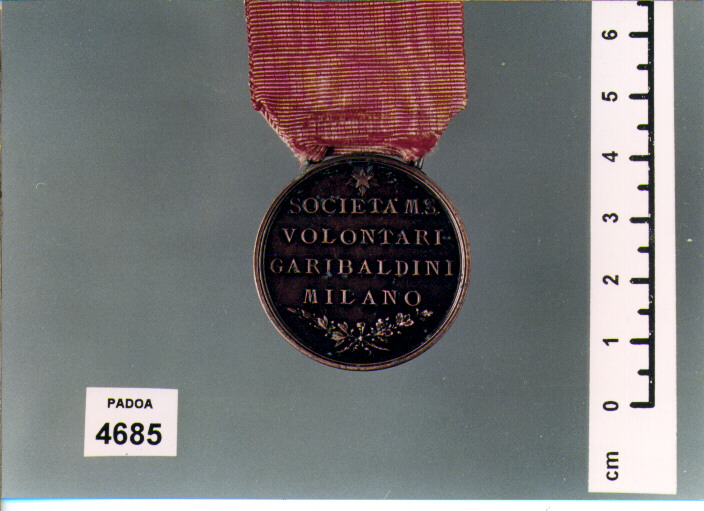 SOCIETA' M.S.
VOLONTARI
GARIBALDINI
MILANO
PADOA
4685
6
5
4
3
2
1
0
cm